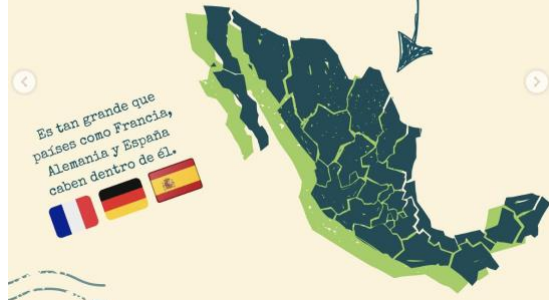 Es tan grande que
países como Francia,
Alemania y España
caben dentro de él.